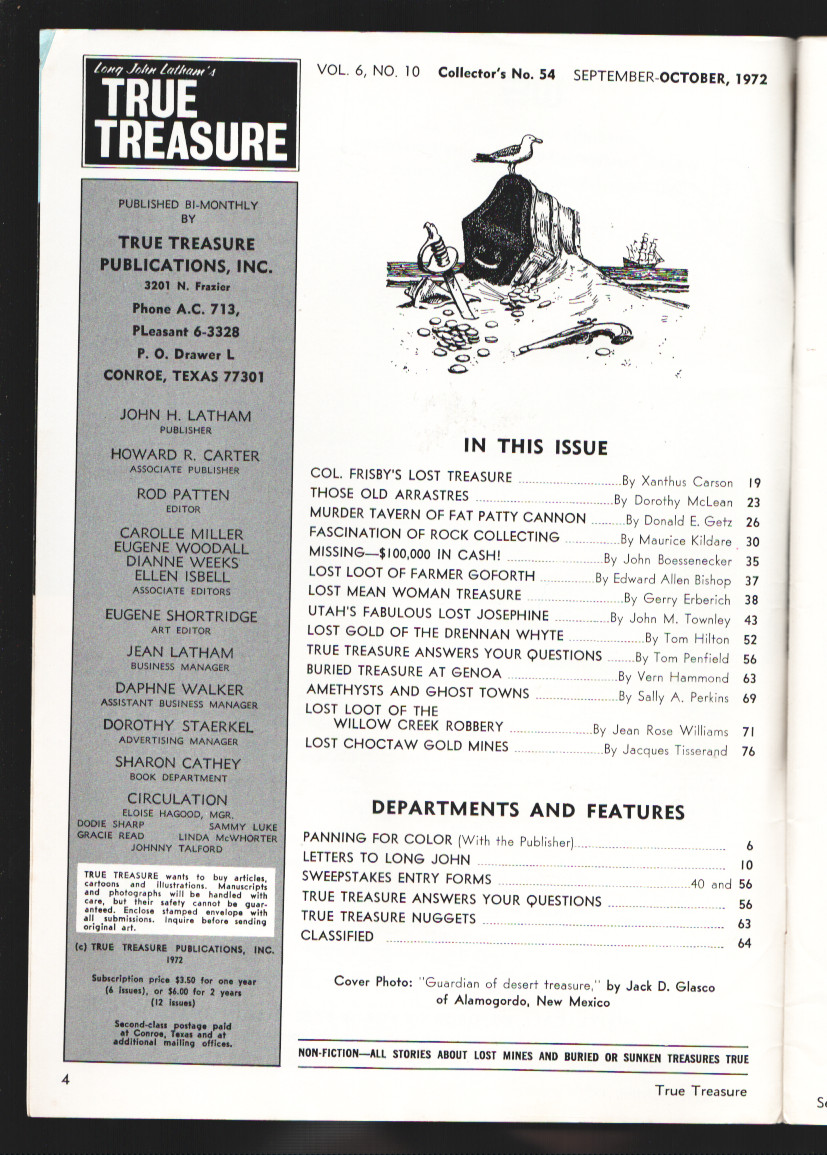 Long John Latham's
TRUE
TREASURE
VOL. 6, NO. 10 Collector's No. 54 SEPTEMBER-OCTOBER, 1972
PUBLISHED BI-MONTHLY
BY
TRUE TREASURE
PUBLICATIONS, INC.
3201 N. Frazier
Phone A.C. 713,
PLeasant 6-3328
P. O. Drawer L
CONROE, TEXAS 77301
JOHN H. LATHAM
PUBLISHER
HOWARD R. CARTER
ASSOCIATE PUBLISHER
ROD PATTEN
EDITOR
CAROLLE MILLER
EUGENE WOODALL
DIANNE WEEKS
ELLEN ISBELL
ASSOCIATE EDITORS
EUGENE SHORTRIDGE
ART EDITOR
JEAN LATHAM
BUSINESS MANAGER
DAPHNE WALKER
ASSISTANT BUSINESS MANAGER
DOROTHY STAERKEL
ADVERTISING MANAGER
SHARON CATHEY
BOOK DEPARTMENT
CIRCULATION
ELOISE HAGOOD, MGR.
DODIE SHARP SAMMY LUKE
GRACIE READ LINDA McWHORTER
JOHNNY TALFORD
TRUE TREASURE wants to buy articles,
cartoons and illustrations. Manuscripts
and photographs will be handled with
care, but their safety cannot be guar-
anteed. Enclose stamped envelope with
all submissions. Inquire before sending
original art.
(c) TRUE TREASURE PUBLICATIONS, INC.
1972
Subscription price $3.50 for one year
(6 issues), or $6.00 for 2 years
(12 issues)
Second-class postage paid
at Conroe, Texas and at
additional mailing offices.
IN THIS ISSUE
COL. FRISBY'S LOST TREASURE By Xanthus Carson 19
THOSE OLD ARRASTRES By Dorothy McLean 23
MURDER TAVERN OF FAT PATTY CANNON By Donald E. Getz 26
FASCINATION OF ROCK COLLECTING By Maurice Kildare 30
MISSING—$100,000 IN CASH! By John Boessenecker 35
LOST LOOT OF FARMER GOFORTH By Edward Allen Bishop 37
LOST MEAN WOMAN TREASURE By Gerry Erberich 38
UTAH'S FABULOUS LOST JOSEPHINE By John M. Townley 43
LOST GOLD OF THE DRENNAN WHYTE By Tom Hilton 52
TRUE TREASURE ANSWERS YOUR QUESTIONS By Tom Penfield 56
BURIED TREASURE AT GENOA By Vern Hammond 63
AMETHYSTS AND GHOST TOWNS By Sally A. Perkins 69
LOST LOOT OF THE
WILLOW CREEK ROBBERY By Jean Rose Williams 71
LOST CHOCTAW GOLD MINES By Jacques Tisserand 76
DEPARTMENTS AND FEATURES
PANNING FOR COLOR (With the Publisher) 6
LETTERS TO LONG JOHN 10
SWEEPSTAKES ENTRY FORMS 40 and 56
TRUE TREASURE ANSWERS YOUR QUESTIONS 56
TRUE TREASURE NUGGETS 63
CLASSIFIED 64
Cover Photo: "Guardian of desert treasure," by Jack D. Glasco
of Alamogordo, New Mexico
NON-FICTION—ALL STORIES ABOUT LOST MINES AND BURIED OR SUNKEN TREASURES TRUE
4
True Treasure